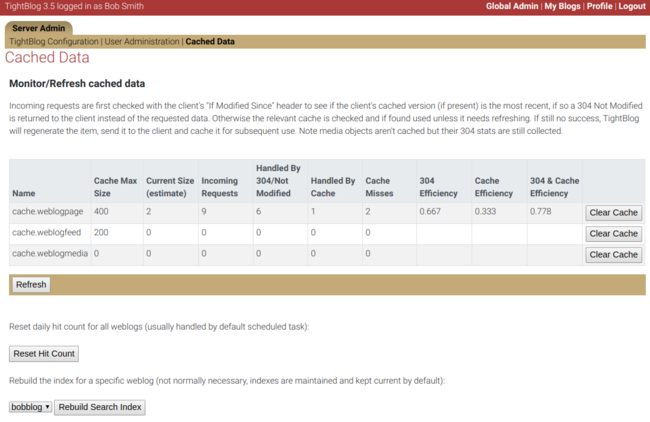 TightBlog 3.5 logged in as Bob Smith
Global Admin | My Blogs | Profile | Logout
Server Admin
TightBlog Configuration | User Administration | Cached Data
Cached Data
Monitor/Refresh cached data
Incoming requests are first checked with the client's "If Modified Since" header to see if the client's cached version (if present) is the most recent, if so a 304 Not Modified
is returned to the client instead of the requested data. Otherwise the relevant cache is checked and if found used unless it needs refreshing. If still no success, TightBlog
will regenerate the item, send it to the client and cache it for subsequent use. Note media objects aren't cached but their 304 stats are still collected.
Name | Cache Max Size | Current Size (estimate) | Incoming Requests | Handled By 304/Not Modified | Handled By Cache | Cache Misses | 304 Efficiency | Cache Efficiency | 304 & Cache Efficiency
cache.weblogpage 400 2 9 6 1 2 0.667 0.333 0.778 Clear Cache
cache.weblogfeed 200 0 0 0 0 0 Clear Cache
cache.weblogmedia 0 0 0 0 0 0 Clear Cache
Refresh
Reset daily hit count for all weblogs (usually handled by default scheduled task):
Reset Hit Count
Rebuild the index for a specific weblog (not normally necessary, indexes are maintained and kept current by default):
bobblog Rebuild Search Index